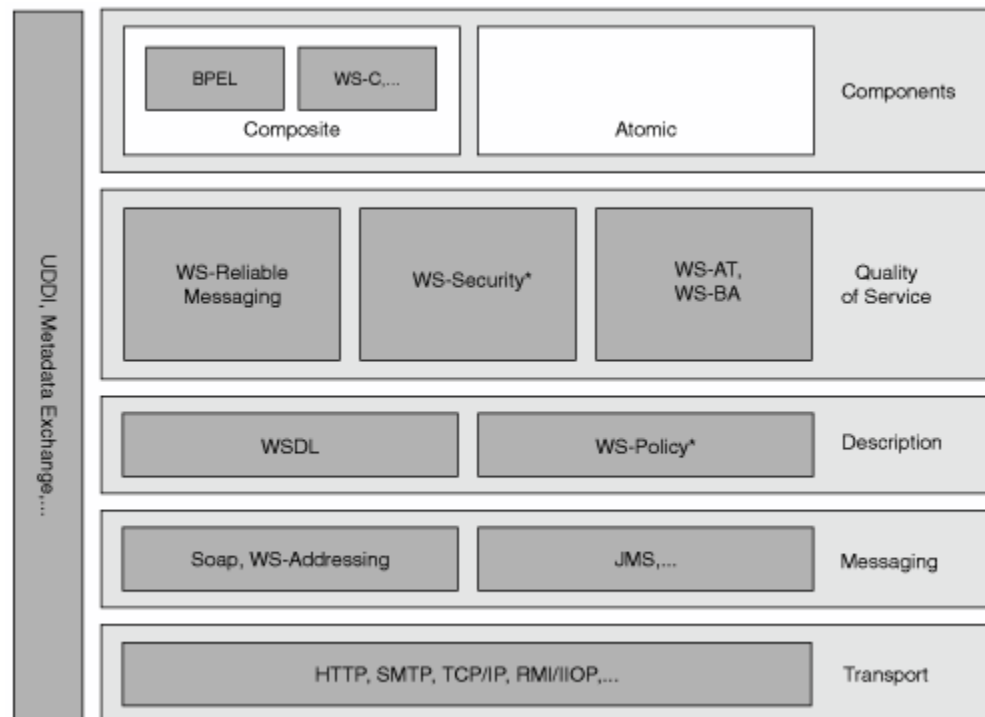 UDDI, Metadata Exchange,...
BPEL
WS-C,...
Composite
Atomic
Components
WS-Reliable
Messaging
WS-Security*
WS-AT,
WS-BA
Quality
of Service
WSDL
WS-Policy*
Description
Soap, WS-Addressing
JMS,...
Messaging
HTTP, SMTP, TCP/IP, RMI/IIOP,...
Transport